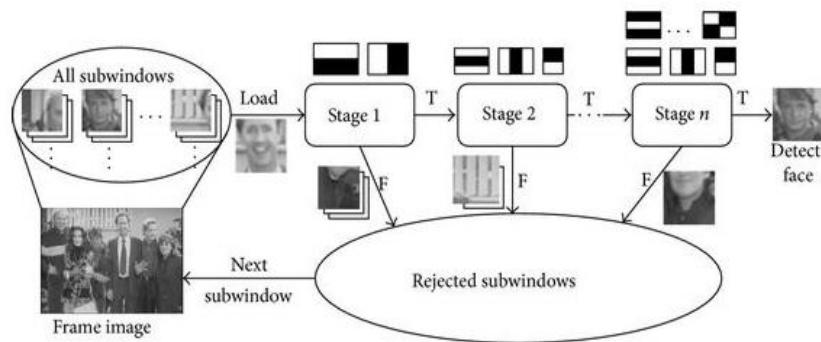 All subwindows
. . .
Load
Stage 1
T
Stage 2
T
. . .
Stage n
T
Detect
face
F
F
F
Rejected subwindows
Next
subwindow
Frame image